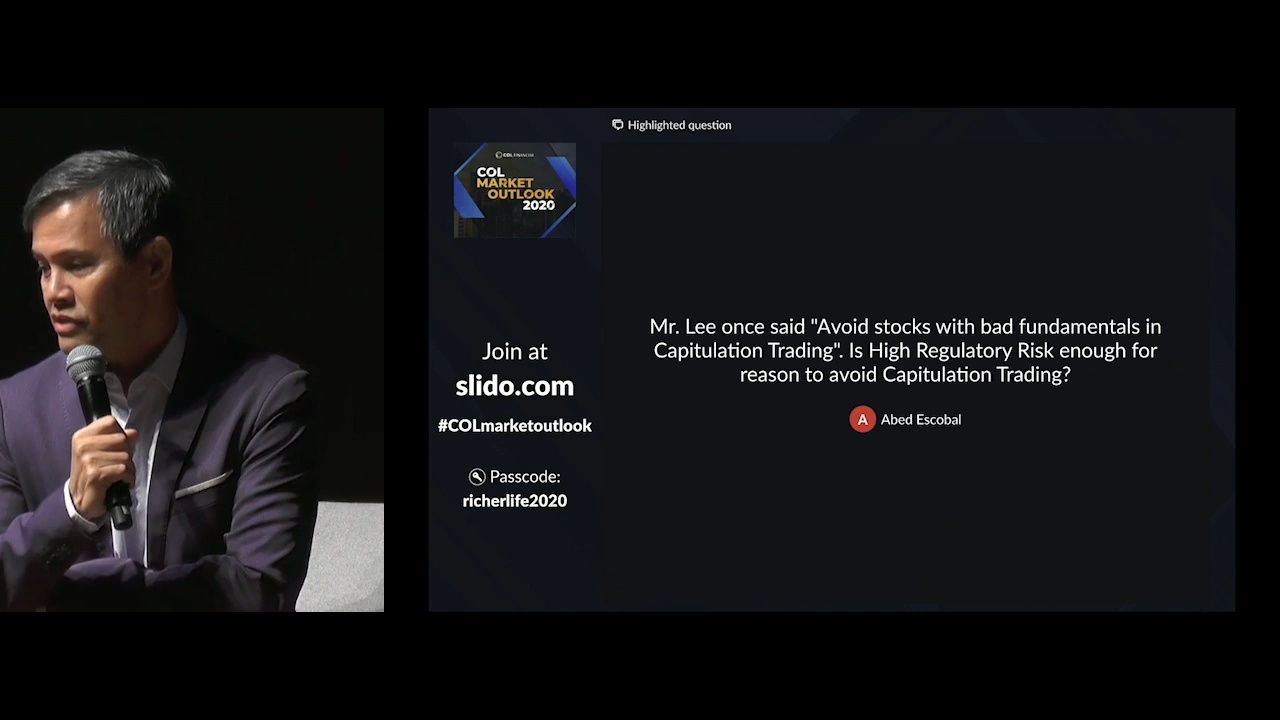 Highlighted question
COL FINANCIAL
COL
MARKET
OUTLOOK
2020
Join at
slido.com
#COLmarketoutlook
Passcode:
richerlife2020
Mr. Lee once said "Avoid stocks with bad fundamentals in
Capitulation Trading". Is High Regulatory Risk enough for
reason to avoid Capitulation Trading?
A Abed Escobal